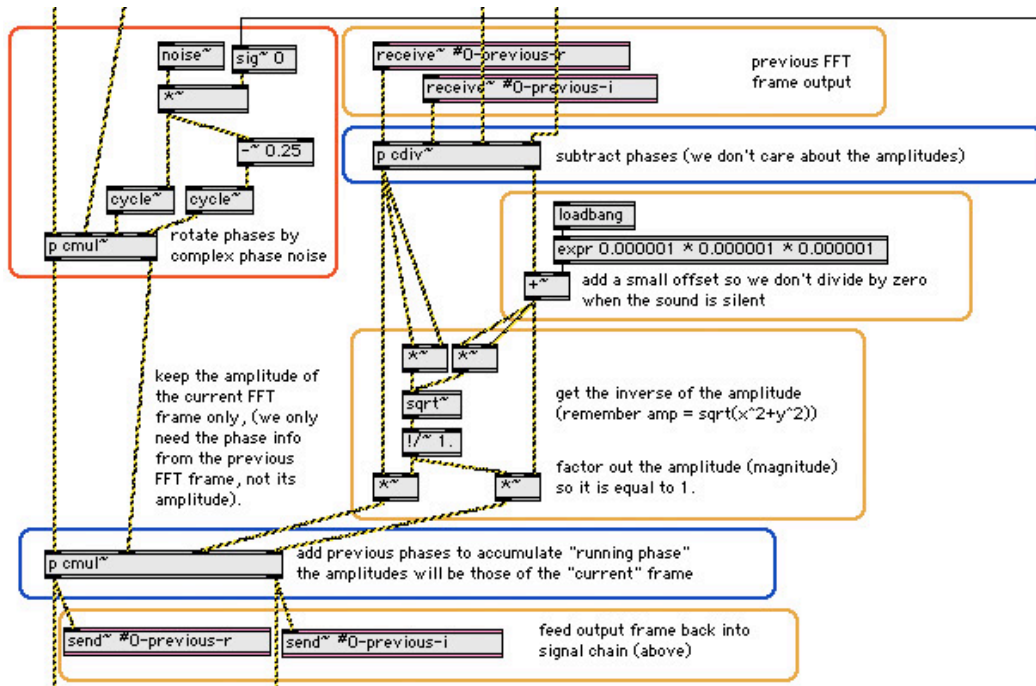 noise~
sig~ 0
*~
-~ 0.25
cycle~
cycle~
p cmul~
rotate phases by
complex phase noise
receive~ #0-previous-r
receive~ #0-previous-i
previous FFT
frame output
p cdiv~
subtract phases (we don't care about the amplitudes)
loadbang
expr 0.000001 * 0.000001 * 0.000001
+~
add a small offset so we don't divide by zero
when the sound is silent
keep the amplitude of
the current FFT
frame only, (we only
need the phase info
from the previous
FFT frame, not its
amplitude).
*~
*~
sqrt~
!/~ 1.
get the inverse of the amplitude
(remember amp = sqrt(x^2+y^2))
*~
*~
factor out the amplitude (magnitude)
so it is equal to 1.
p cmul~
add previous phases to accumulate "running phase"
the amplitudes will be those of the "current" frame
send~ #0-previous-r
send~ #0-previous-i
feed output frame back into
signal chain (above)